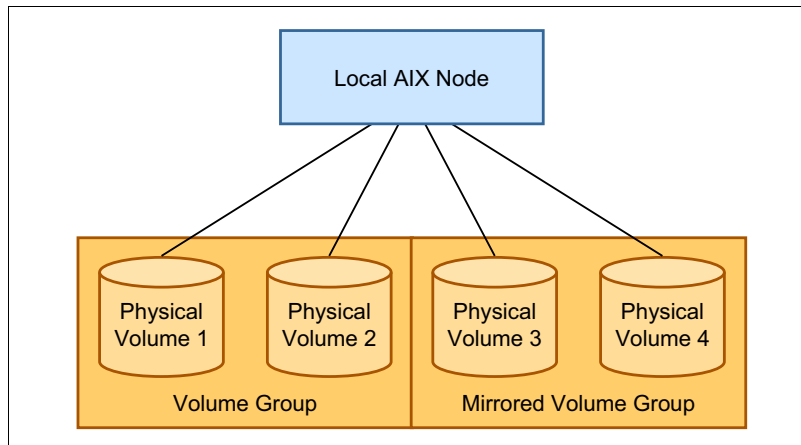 Local AIX Node
Physical
Volume 1
Physical
Volume 2
Physical
Volume 3
Physical
Volume 4
Volume Group
Mirrored Volume Group